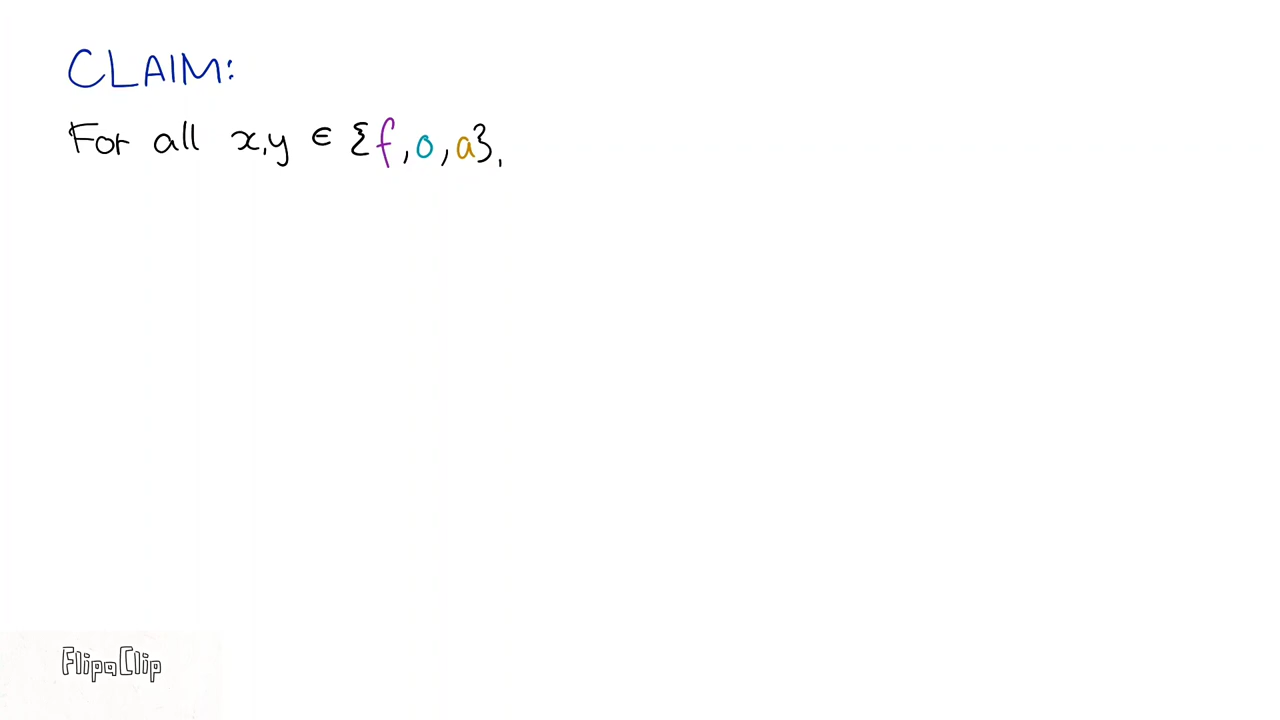 CLAIM:
For all x,y ∈ {f,o,a},
FlipaClip